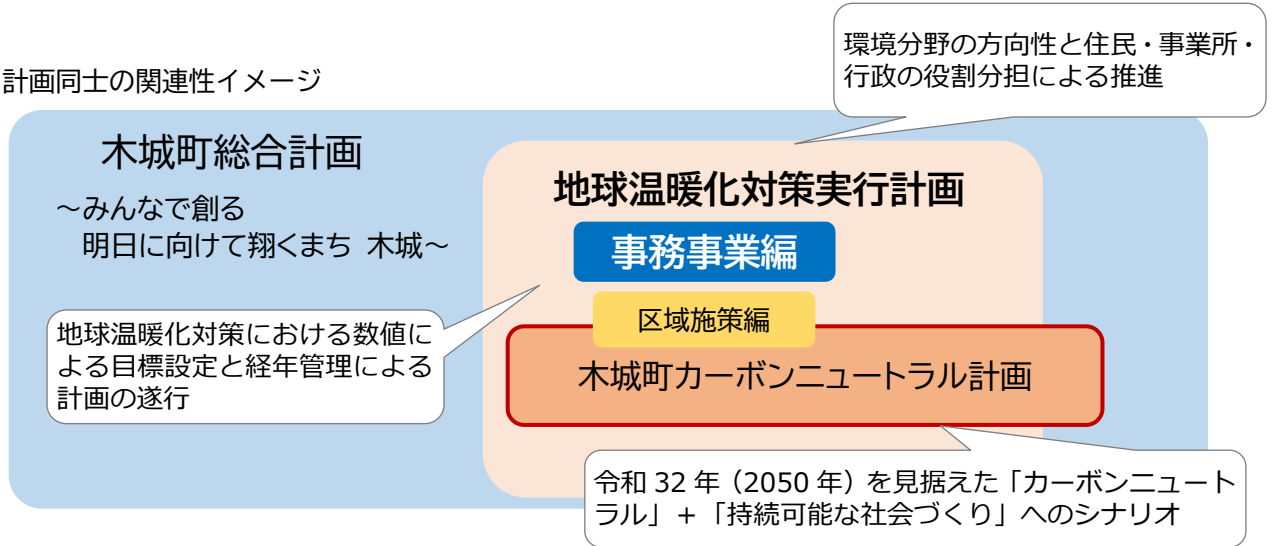 環境分野の方向性と住民・事業所・
行政の役割分担による推進
計画同士の関連性イメージ
木城町総合計画
～みんなで創る
明日に向けて翔くまち 木城～
地球温暖化対策実行計画
事務事業編
区域施策編
木城町カーボンニュートラル計画
地球温暖化対策における数値に
よる目標設定と経年管理による
計画の遂行
令和 32 年（2050 年）を見据えた「カーボンニュート
ラル」＋「持続可能な社会づくり」へのシナリオ